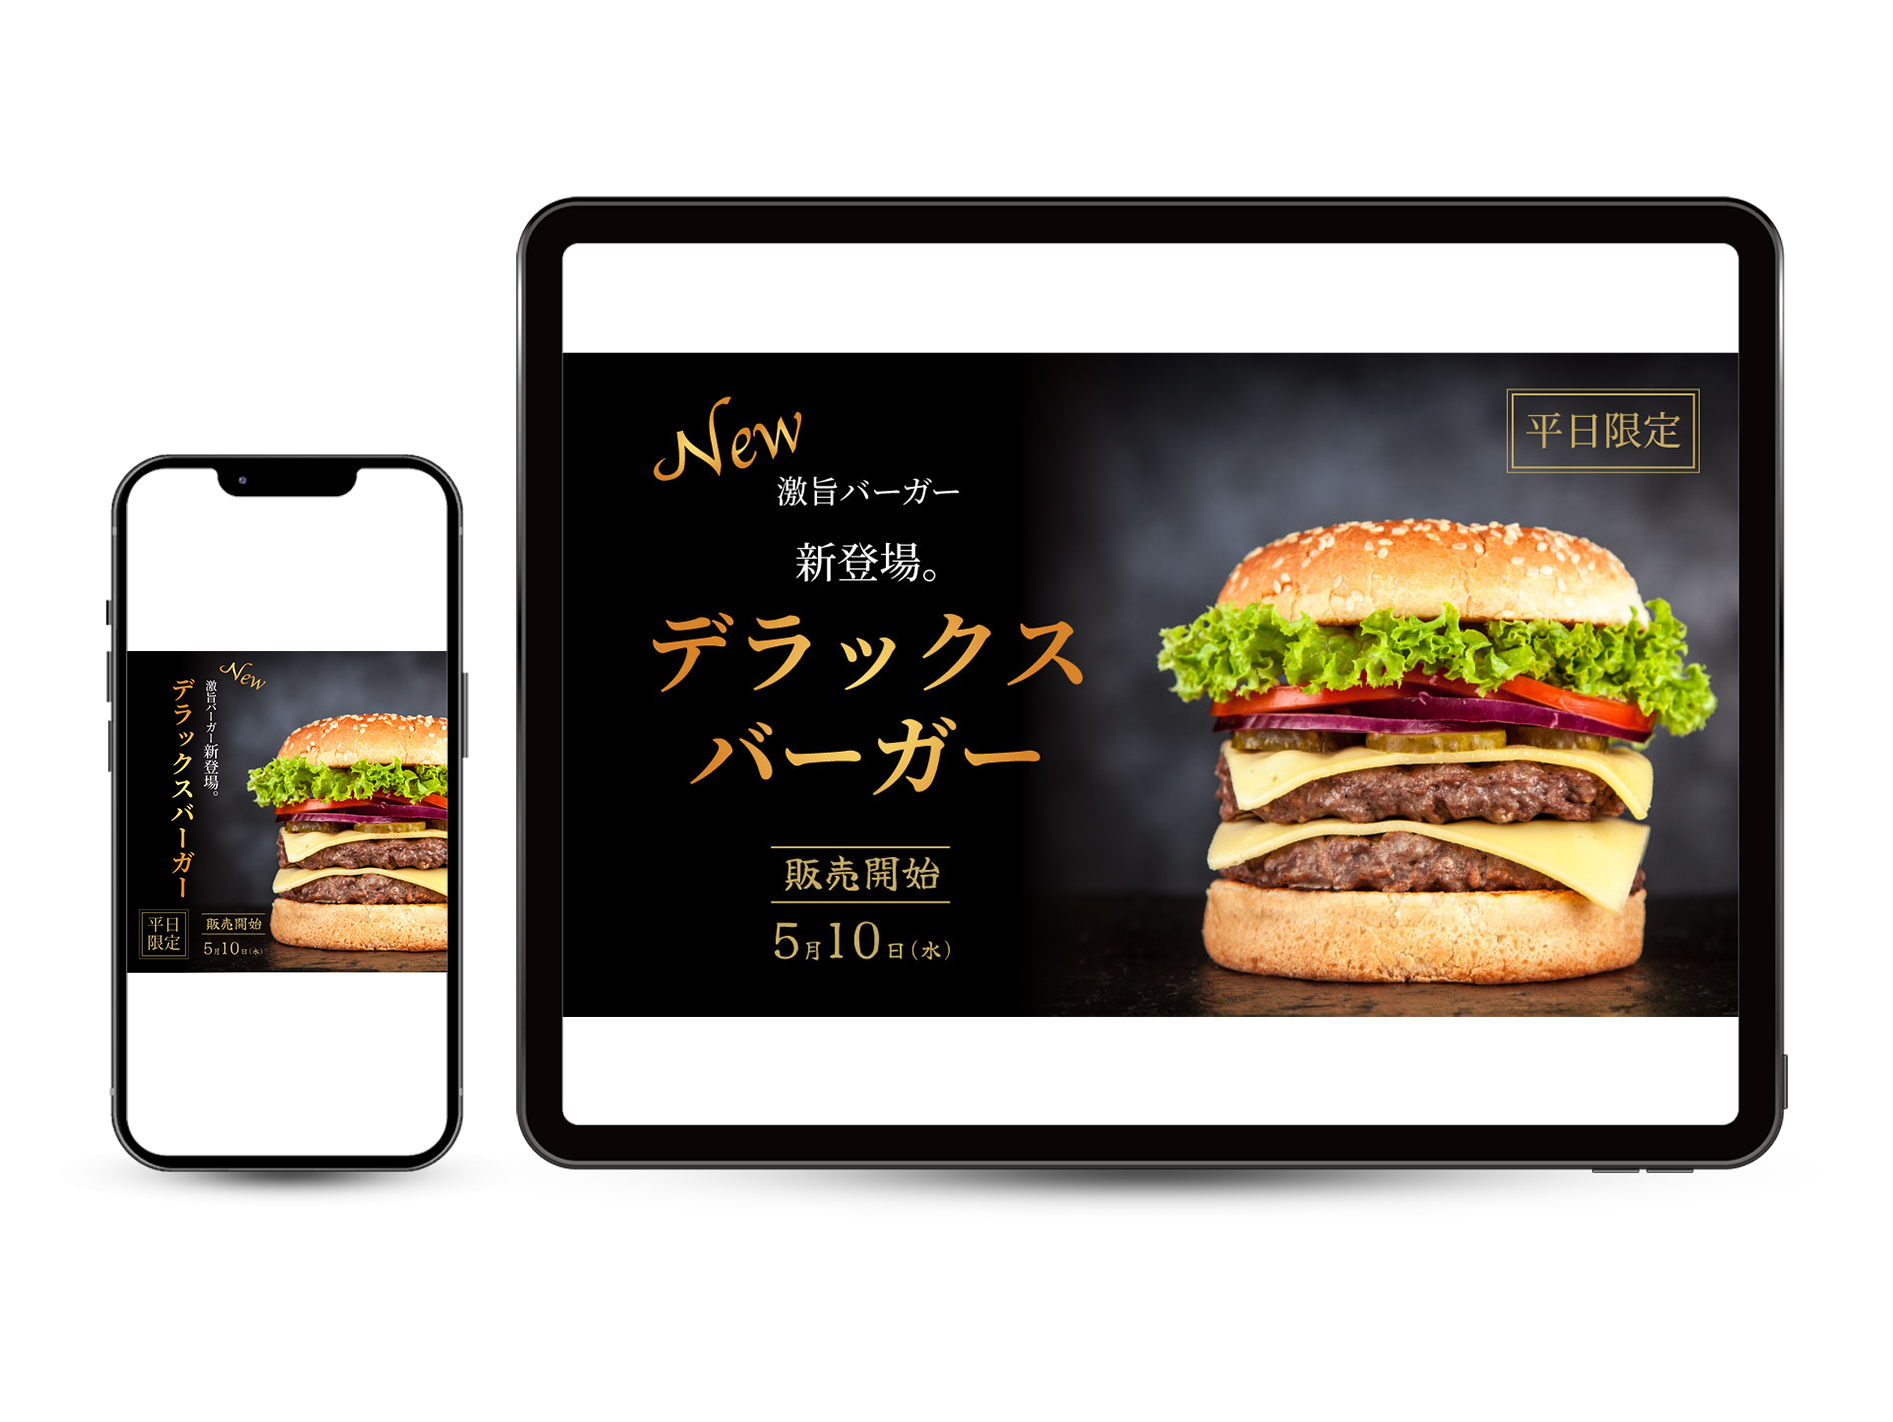 New
激旨バーガー新登場。
デラックスバーガー
平日
限定
販売開始
5月10日(水)
New
激旨バーガー
新登場。
デラックス
バーガー
販売開始
5月10日(水)
平日限定